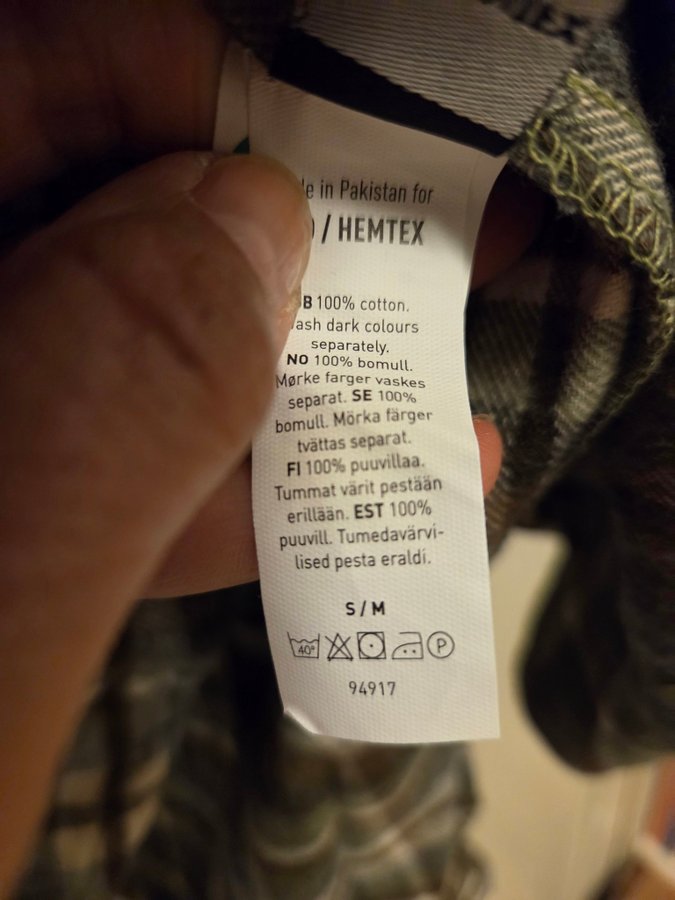 in Pakistan for
/ HEMTEX
100% cotton.
dark colours
separately.
NO 100% bomull.
Mørke farger vaskes
separat. SE 100%
bomull. Mörka färger
tvättas separat.
FI 100% puuvillaa.
Tummat värit pestään
erillään. EST 100%
puuvill. Tumedavärvi-
lised pesta eraldi.
S/M
40°
P
94917